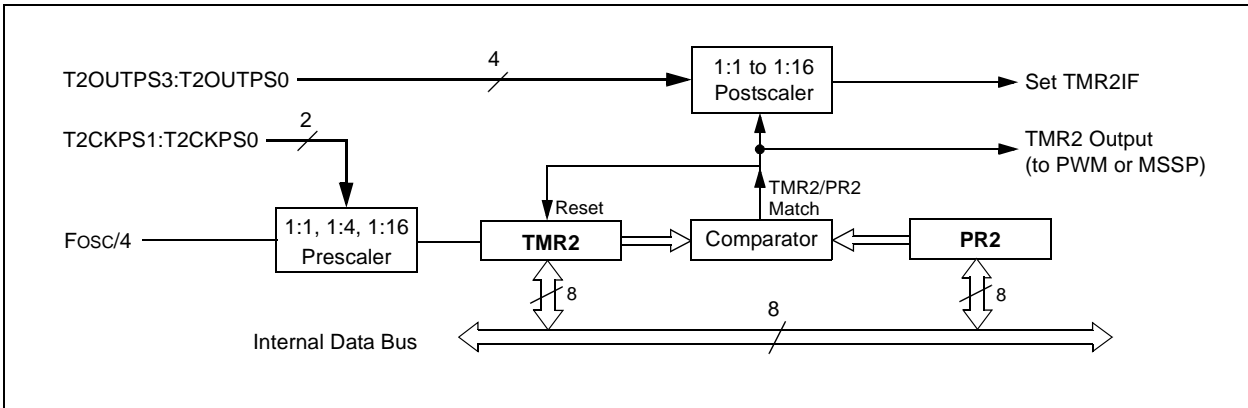 4
1:1 to 1:16
Postscaler
T2OUTPS3:T2OUTPS0
Set TMR2IF
2
T2CKPS1:T2CKPS0
TMR2 Output
(to PWM or MSSP)
TMR2/PR2
Match
Reset
1:1, 1:4, 1:16
Prescaler
FOSC/4
TMR2
Comparator
PR2
8
8
8
Internal Data Bus